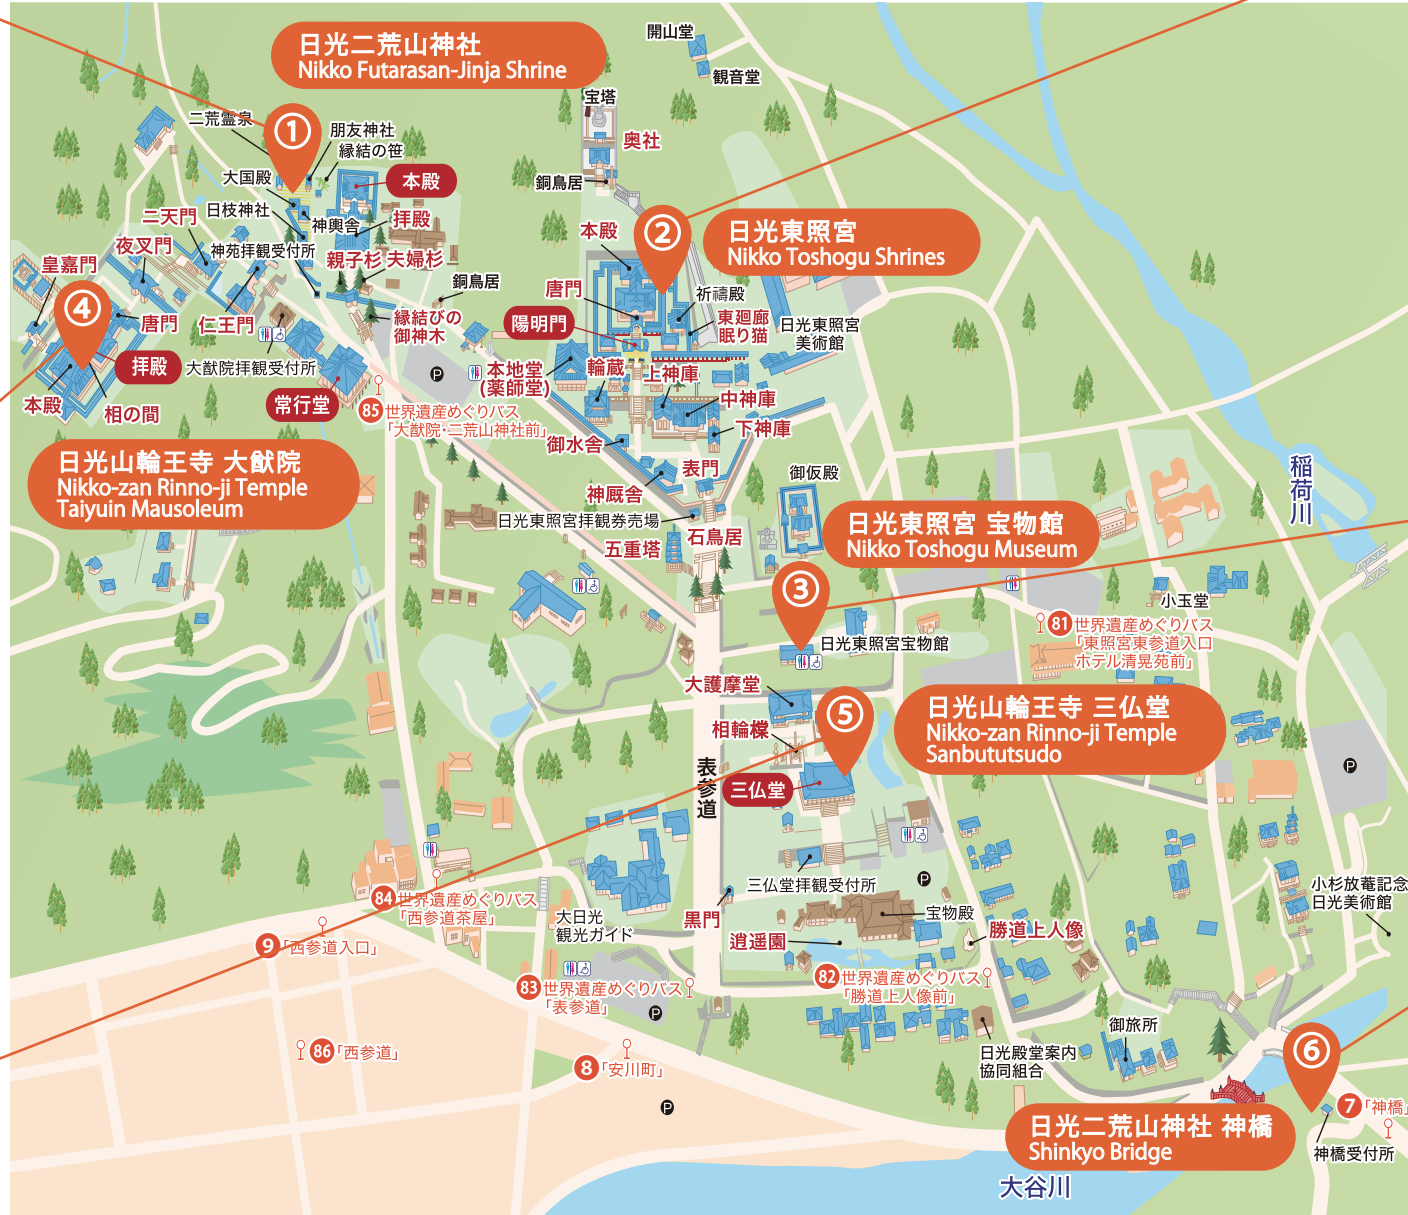 日光二荒山神社
Nikko Futarasan-Jinja Shrine
開山堂
観音堂
宝塔
奥社
銅鳥居
二荒霊泉
①
朋友神社
縁結の笹
大国殿
本殿
日枝神社
神輿舎
拝殿
神苑拝観受付所
親子杉
夫婦杉
銅鳥居
縁結びの
御神木
二天門
夜叉門
皇嘉門
④
唐門
仁王門
拝殿
大猷院拝観受付所
本殿
相の間
常行堂
P
85 世界遺産めぐりバス
「大猷院・二荒山神社前」
日光山輪王寺 大猷院
Nikko-zan Rinno-ji Temple
Taiyuin Mausoleum
②
日光東照宮
Nikko Toshogu Shrines
本殿
唐門
祈禱殿
陽明門
東廻廊
眠り猫
日光東照宮
美術館
本地堂
(薬師堂)
輪蔵
上神庫
中神庫
下神庫
御水舎
表門
神厩舎
御仮殿
日光東照宮拝観券売場
五重塔
石鳥居
稲荷川
日光東照宮 宝物館
Nikko Toshogu Museum
③
日光東照宮宝物館
小玉堂
81 世界遺産めぐりバス
「東照宮東参道入口
ホテル清晃苑前」
大護摩堂
⑤
日光山輪王寺 三仏堂
Nikko-zan Rinno-ji Temple
Sanbututsudo
相輪橖
三仏堂
表参道
P
三仏堂拝観受付所
P
宝物殿
黒門
逍遥園
勝道上人像
小杉放菴記念
日光美術館
84 世界遺産めぐりバス
「西参道茶屋」
9 「西参道入口」
大日光
観光ガイド
83 世界遺産めぐりバス
「表参道」
P
82 世界遺産めぐりバス
「勝道上人像前」
86 「西参道」
8 「安川町」
P
日光殿堂案内
協同組合
御旅所
⑥
7 「神橋」
神橋受付所
日光二荒山神社 神橋
Shinkyo Bridge
大谷川